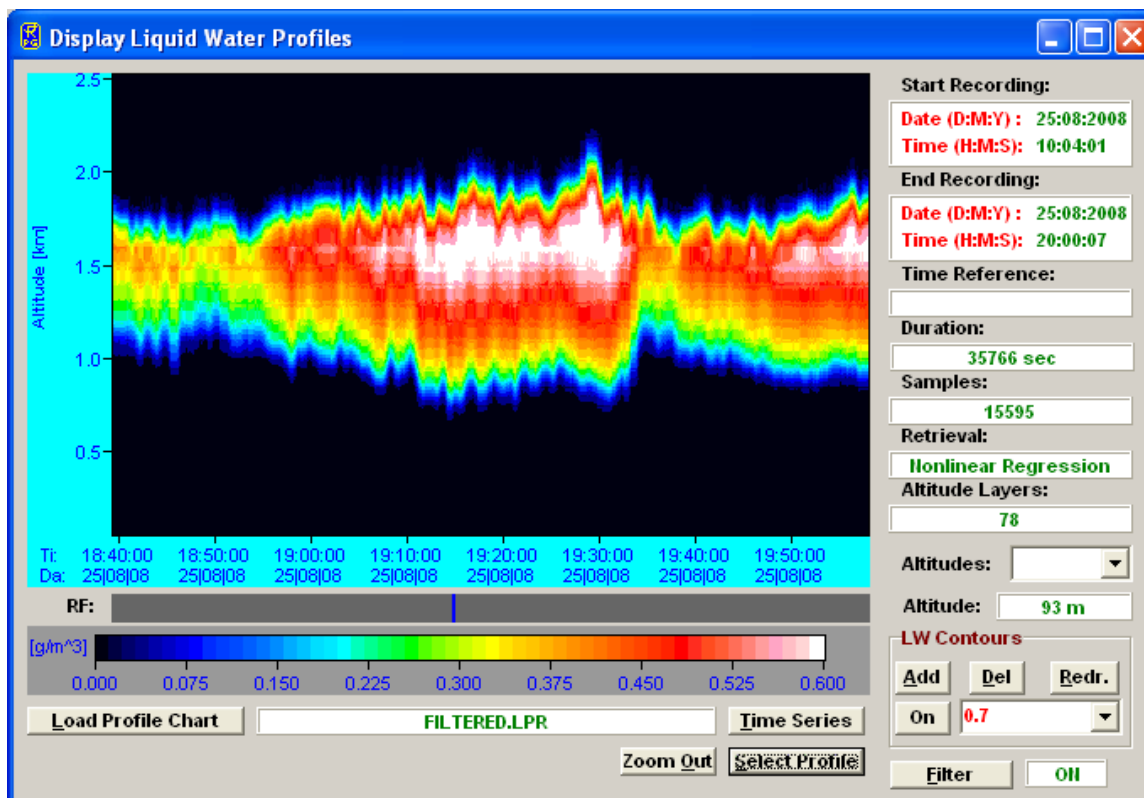 Display Liquid Water Profiles
2.5
2.0
1.5
1.0
0.5
Altitude [km]
Ti: 18:40:00 18:50:00 19:00:00 19:10:00 19:20:00 19:30:00 19:40:00 19:50:00
Da: 25|08|08 25|08|08 25|08|08 25|08|08 25|08|08 25|08|08 25|08|08 25|08|08
RF:
[g/m^3]
0.000 0.075 0.150 0.225 0.300 0.375 0.450 0.525 0.600
Load Profile Chart FILTERED.LPR Time Series
Zoom Out Select Profile
Start Recording:
Date (D:M:Y) : 25:08:2008
Time (H:M:S): 10:04:01
End Recording:
Date (D:M:Y) : 25:08:2008
Time (H:M:S): 20:00:07
Time Reference:
Duration:
35766 sec
Samples:
15595
Retrieval:
Nonlinear Regression
Altitude Layers:
78
Altitudes:
Altitude: 93 m
LW Contours
Add Del Redr.
On 0.7
Filter ON